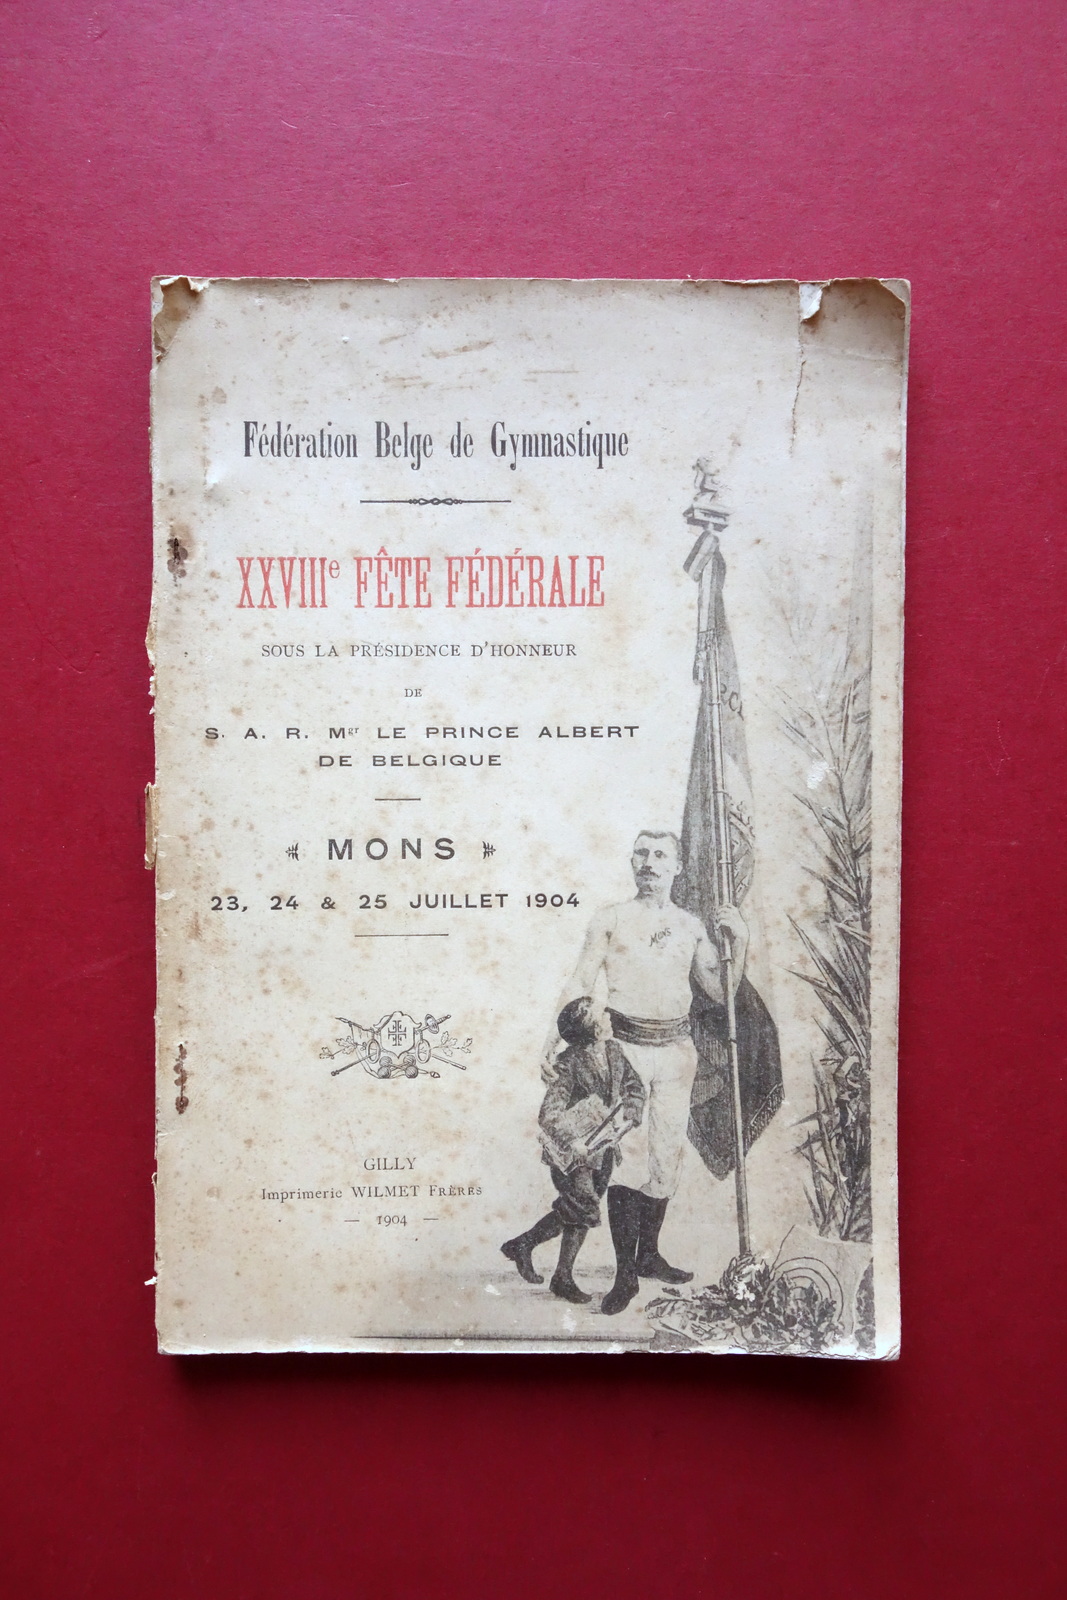 Fédération Belge de Gymnastique
XXVIIIe FÊTE FÉDÉRALE
SOUS LA PRÉSIDENCE D'HONNEUR
DE
S. A. R. Mgr LE PRINCE ALBERT
DE BELGIQUE
MONS
23, 24 & 25 JUILLET 1904
MONS
GILLY
Imprimerie WILMET FRÈRES
— 1904 —